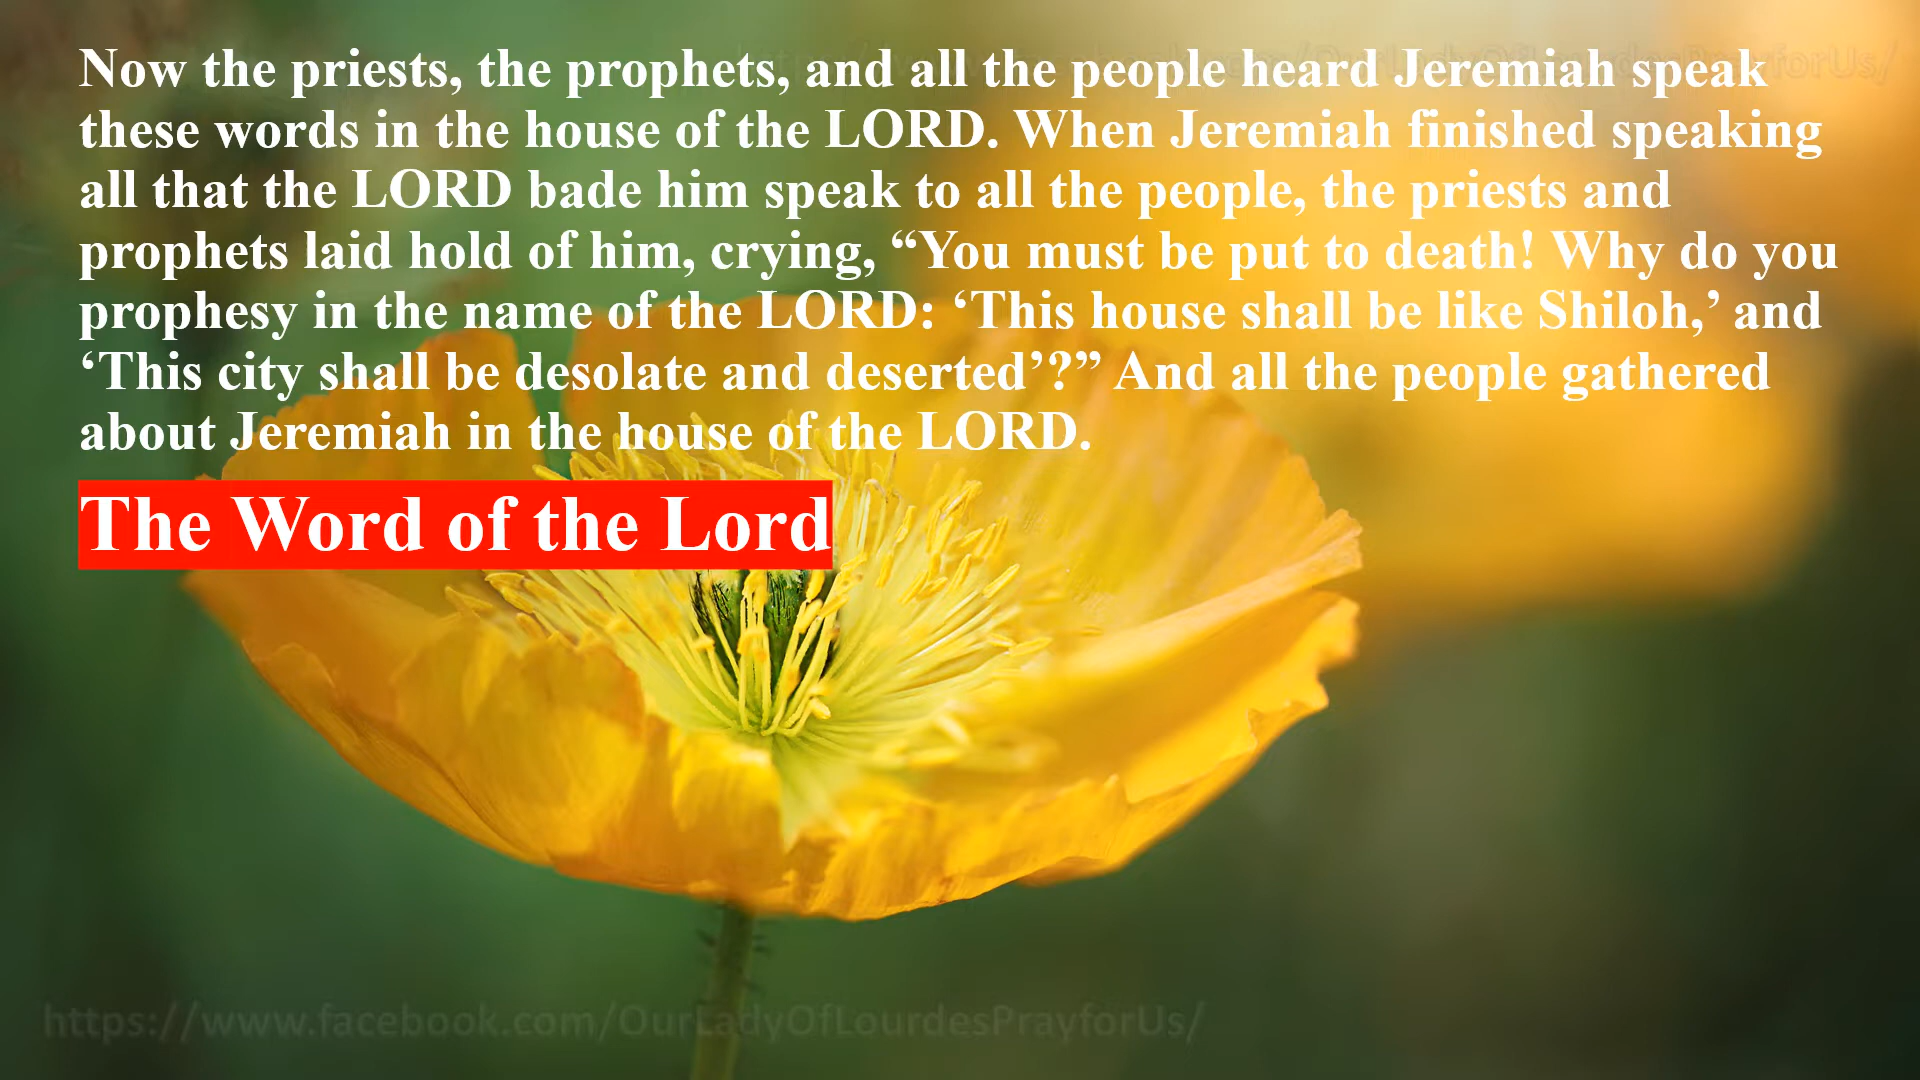 Now the priests, the prophets, and all the people heard Jeremiah speak
these words in the house of the LORD. When Jeremiah finished speaking
all that the LORD bade him speak to all the people, the priests and
prophets laid hold of him, crying, “You must be put to death! Why do you
prophesy in the name of the LORD: ‘This house shall be like Shiloh,’ and
‘This city shall be desolate and deserted’?” And all the people gathered
about Jeremiah in the house of the LORD.
The Word of the Lord
https://www.facebook.com/OurLadyOfLourdesPrayforUs/